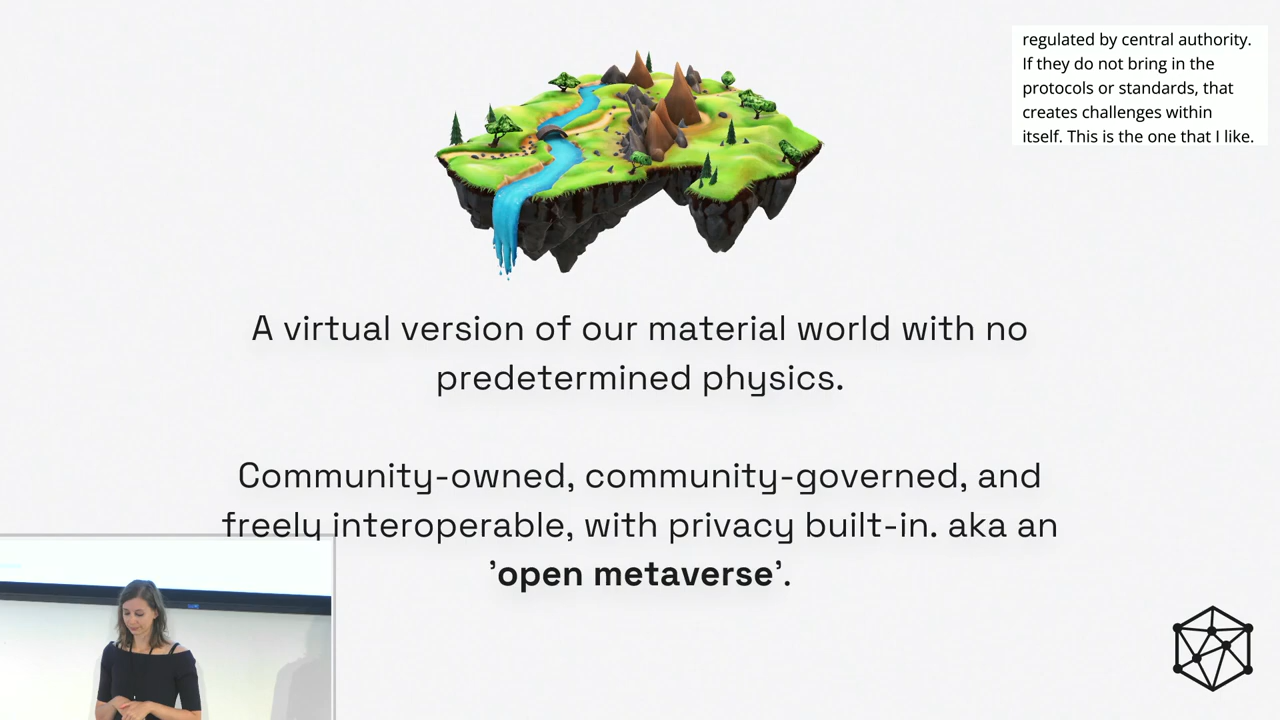 regulated by central authority.
If they do not bring in the
protocols or standards, that
creates challenges within
itself. This is the one that I like.
A virtual version of our material world with no
predetermined physics.
Community-owned, community-governed, and
freely interoperable, with privacy built-in. aka an
'open metaverse'.